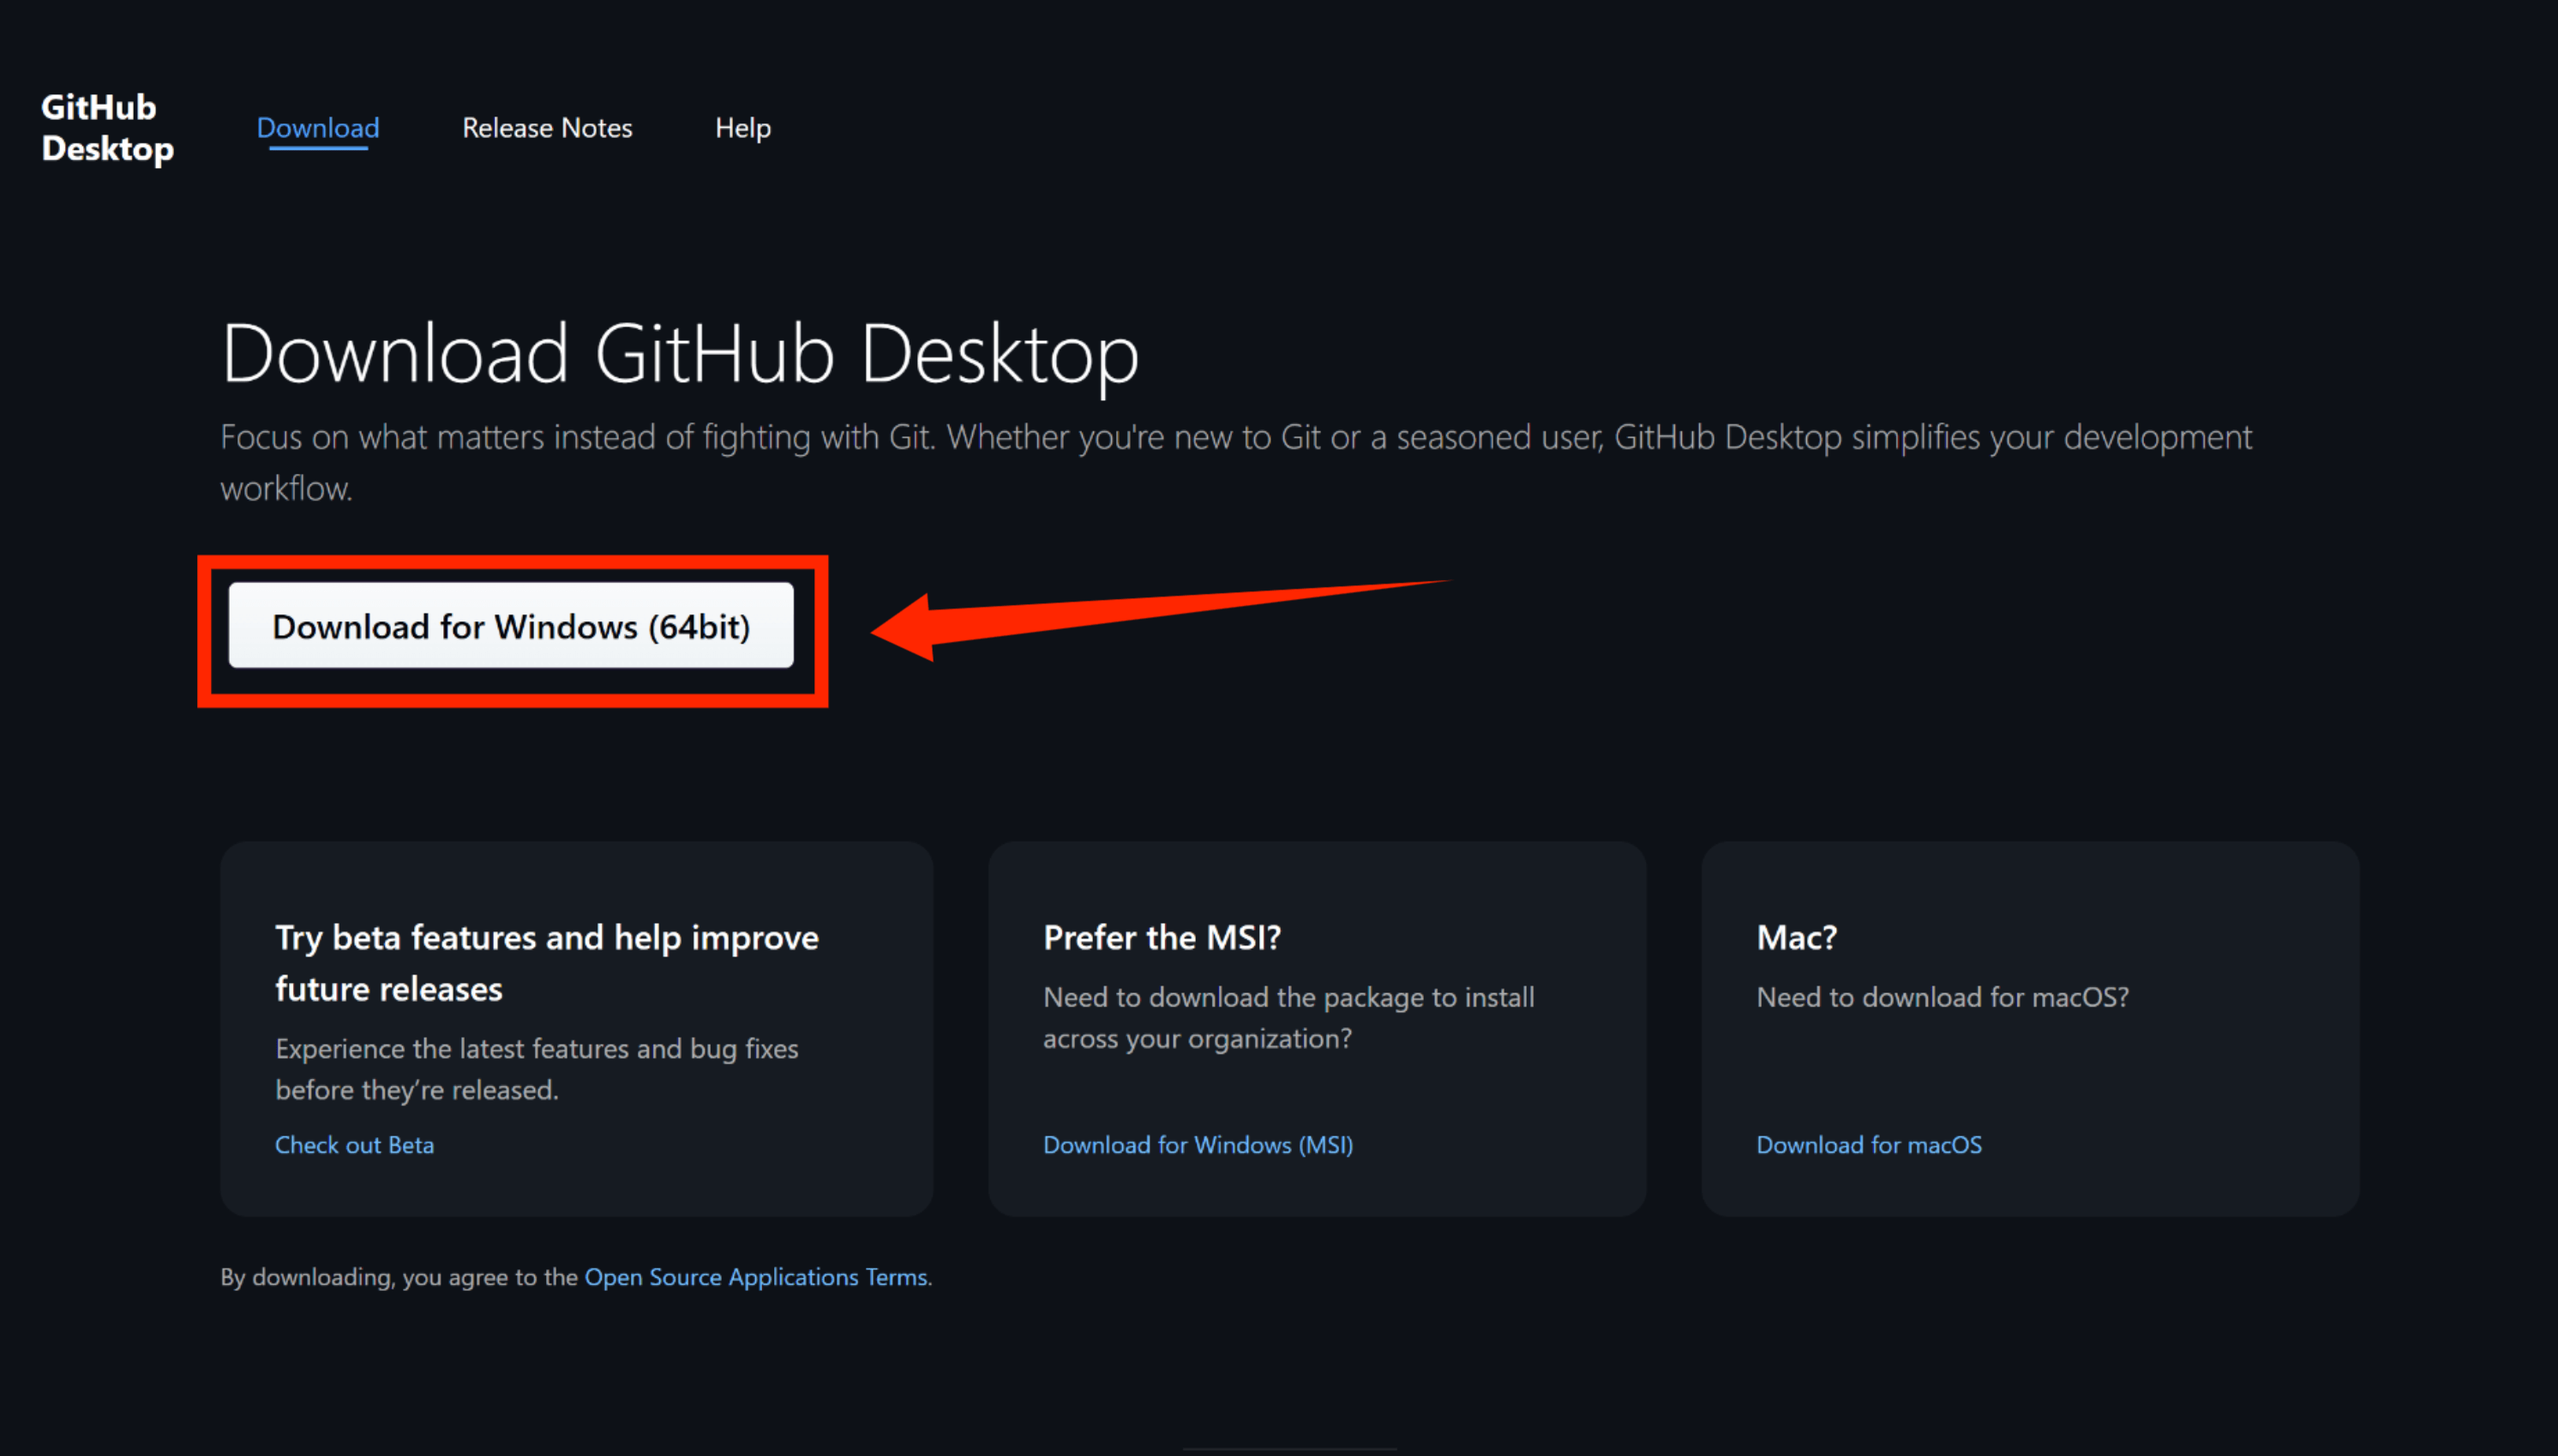 GitHub
Desktop
Download
Release Notes
Help
Download GitHub Desktop
Focus on what matters instead of fighting with Git. Whether you're new to Git or a seasoned user, GitHub Desktop simplifies your development
workflow.
Download for Windows (64bit)
Try beta features and help improve
future releases
Experience the latest features and bug fixes
before they’re released.
Check out Beta
Prefer the MSI?
Need to download the package to install
across your organization?
Download for Windows (MSI)
Mac?
Need to download for macOS?
Download for macOS
By downloading, you agree to the Open Source Applications Terms.